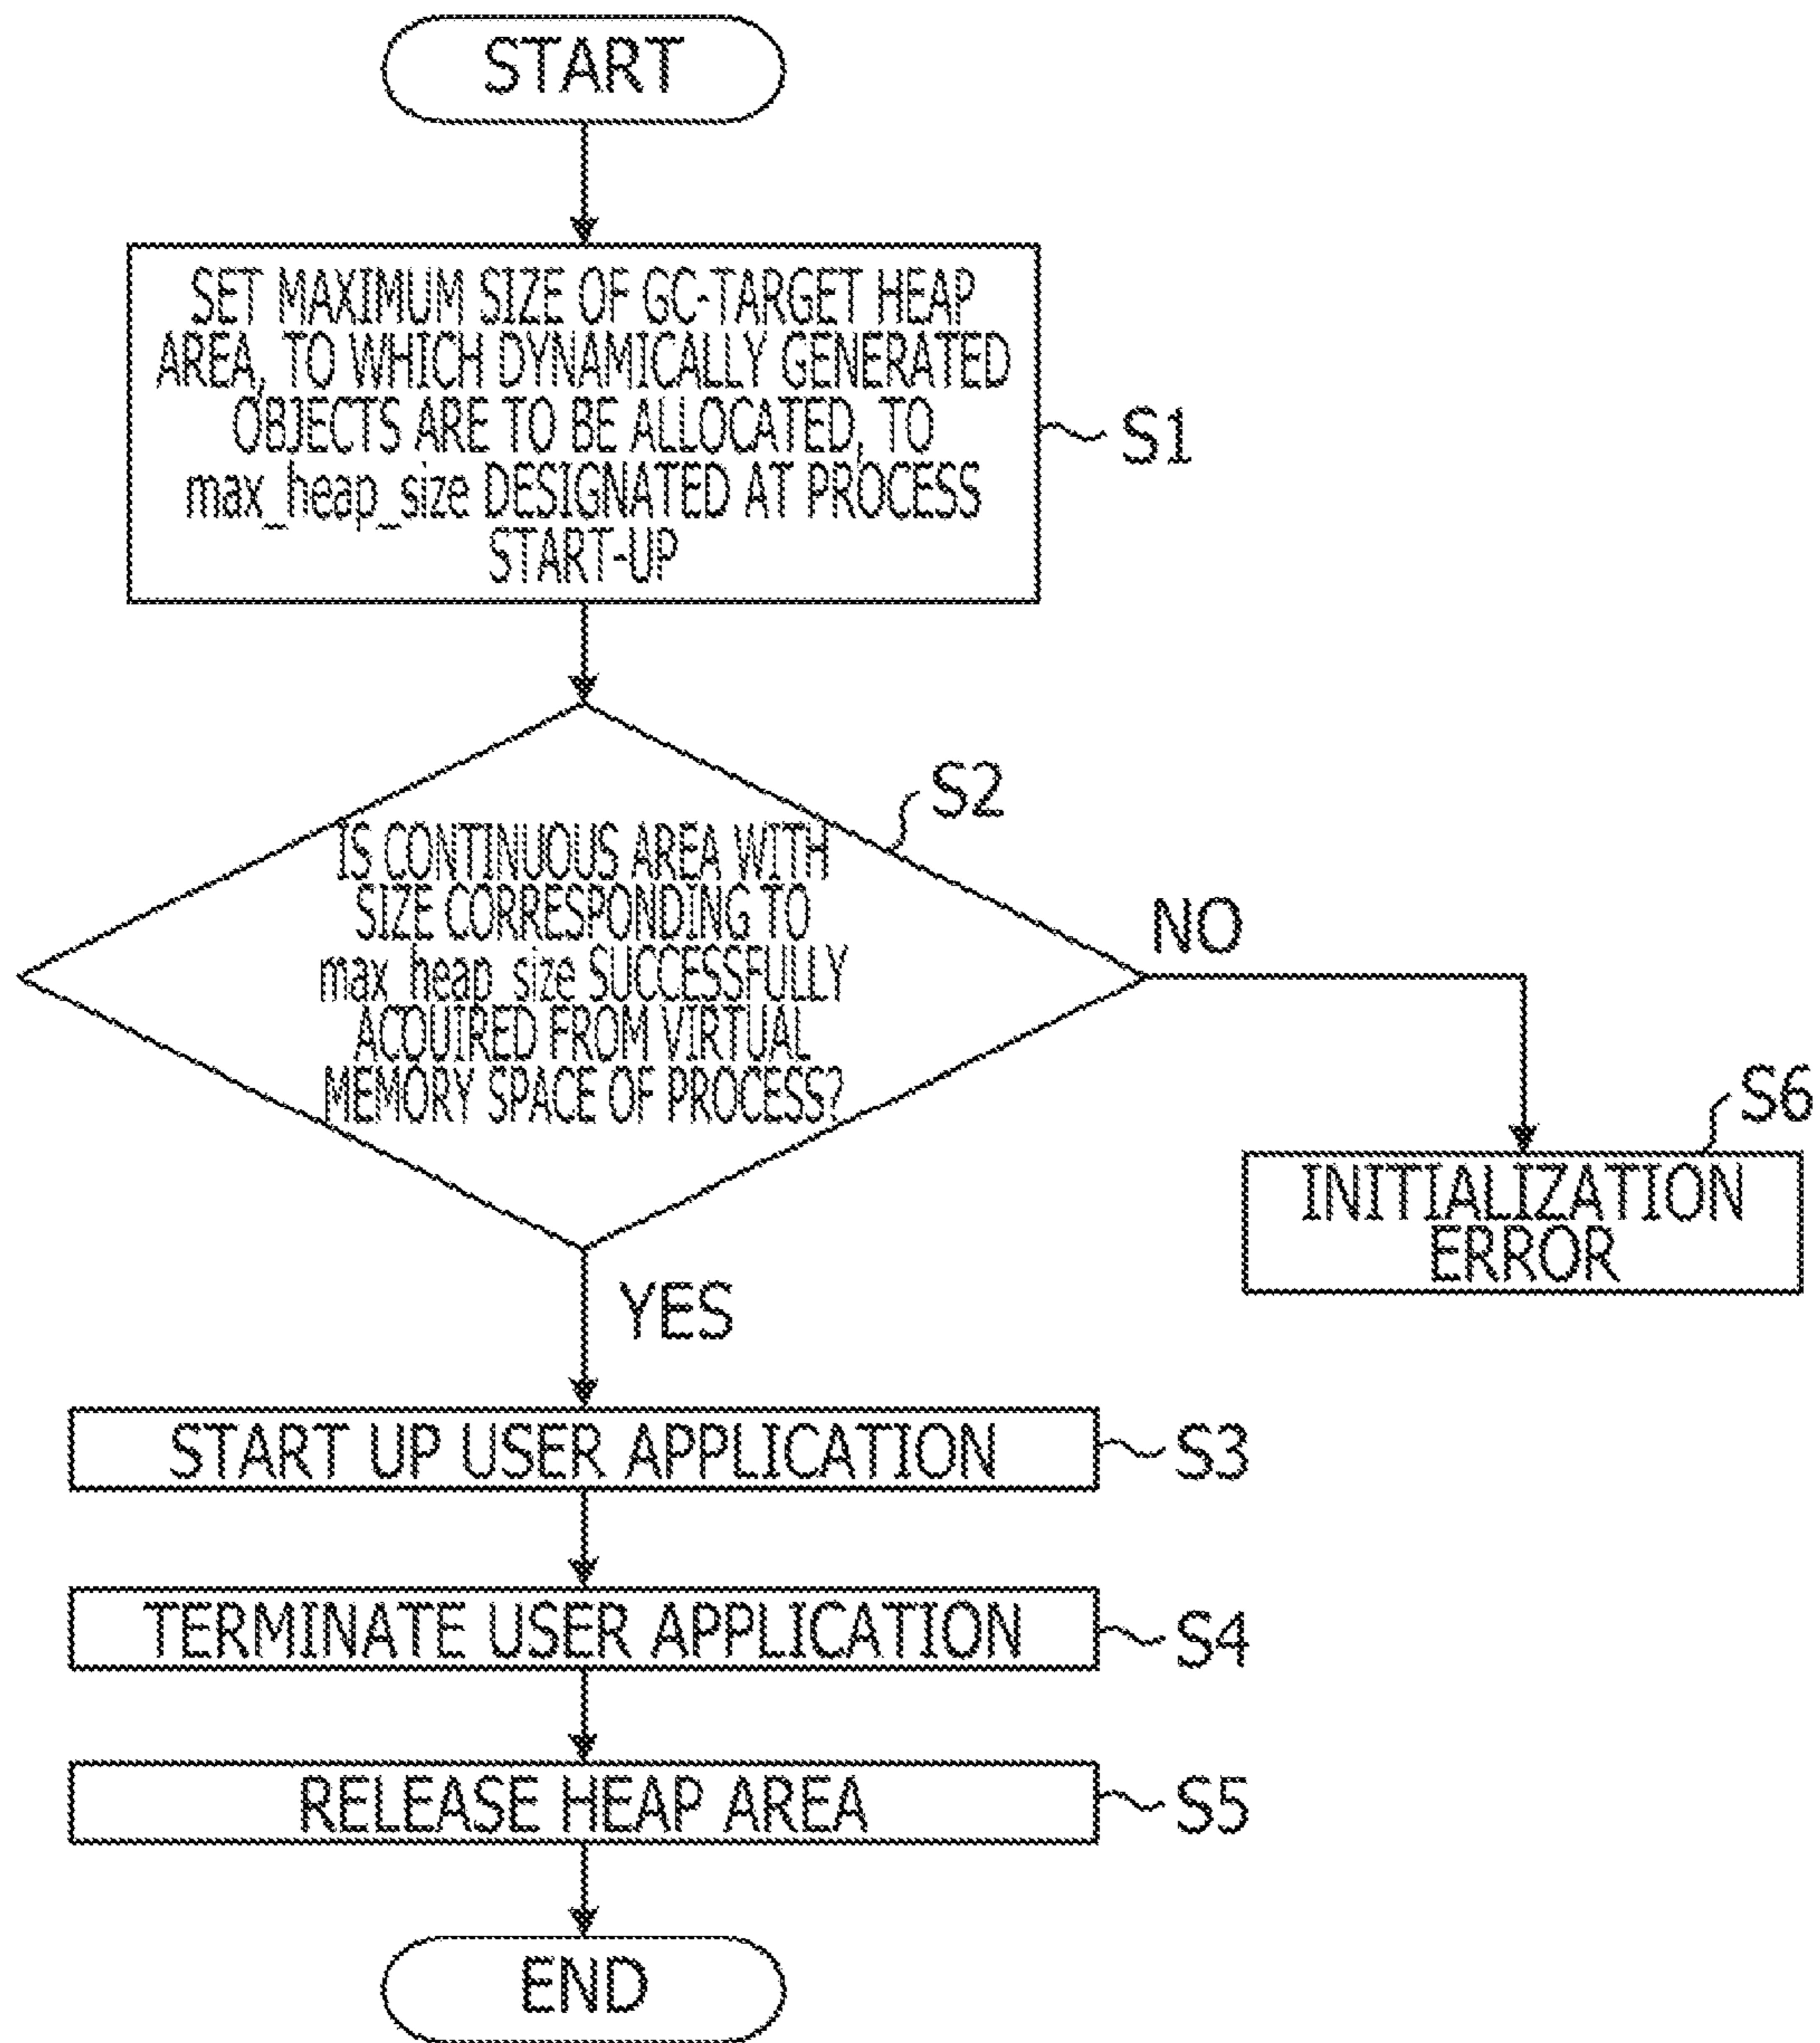 START
SET MAXIMUM SIZE OF GC-TARGET HEAP
AREA, TO WHICH DYNAMICALLY GENERATED
OBJECTS ARE TO BE ALLOCATED, TO
max_heap_size DESIGNATED AT PROCESS
START-UP
S1
S2
IS CONTINUOUS AREA WITH
SIZE CORRESPONDING TO
max_heap_size SUCCESSFULLY
ACQUIRED FROM VIRTUAL
MEMORY SPACE OF PROCESS?
NO
S6
INITIALIZATION
ERROR
YES
START UP USER APPLICATION
S3
TERMINATE USER APPLICATION
S4
RELEASE HEAP AREA
S5
END